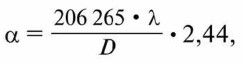 α = 206 265 • λ / D • 2,44,